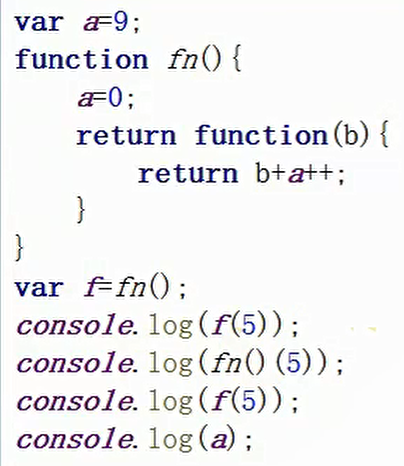 var a=9;
function fn(){
    a=0;
    return function(b){
        return b+a++;
    }
}
var f=fn();
console.log(f(5));
console.log(fn()(5));
console.log(f(5));
console.log(a);